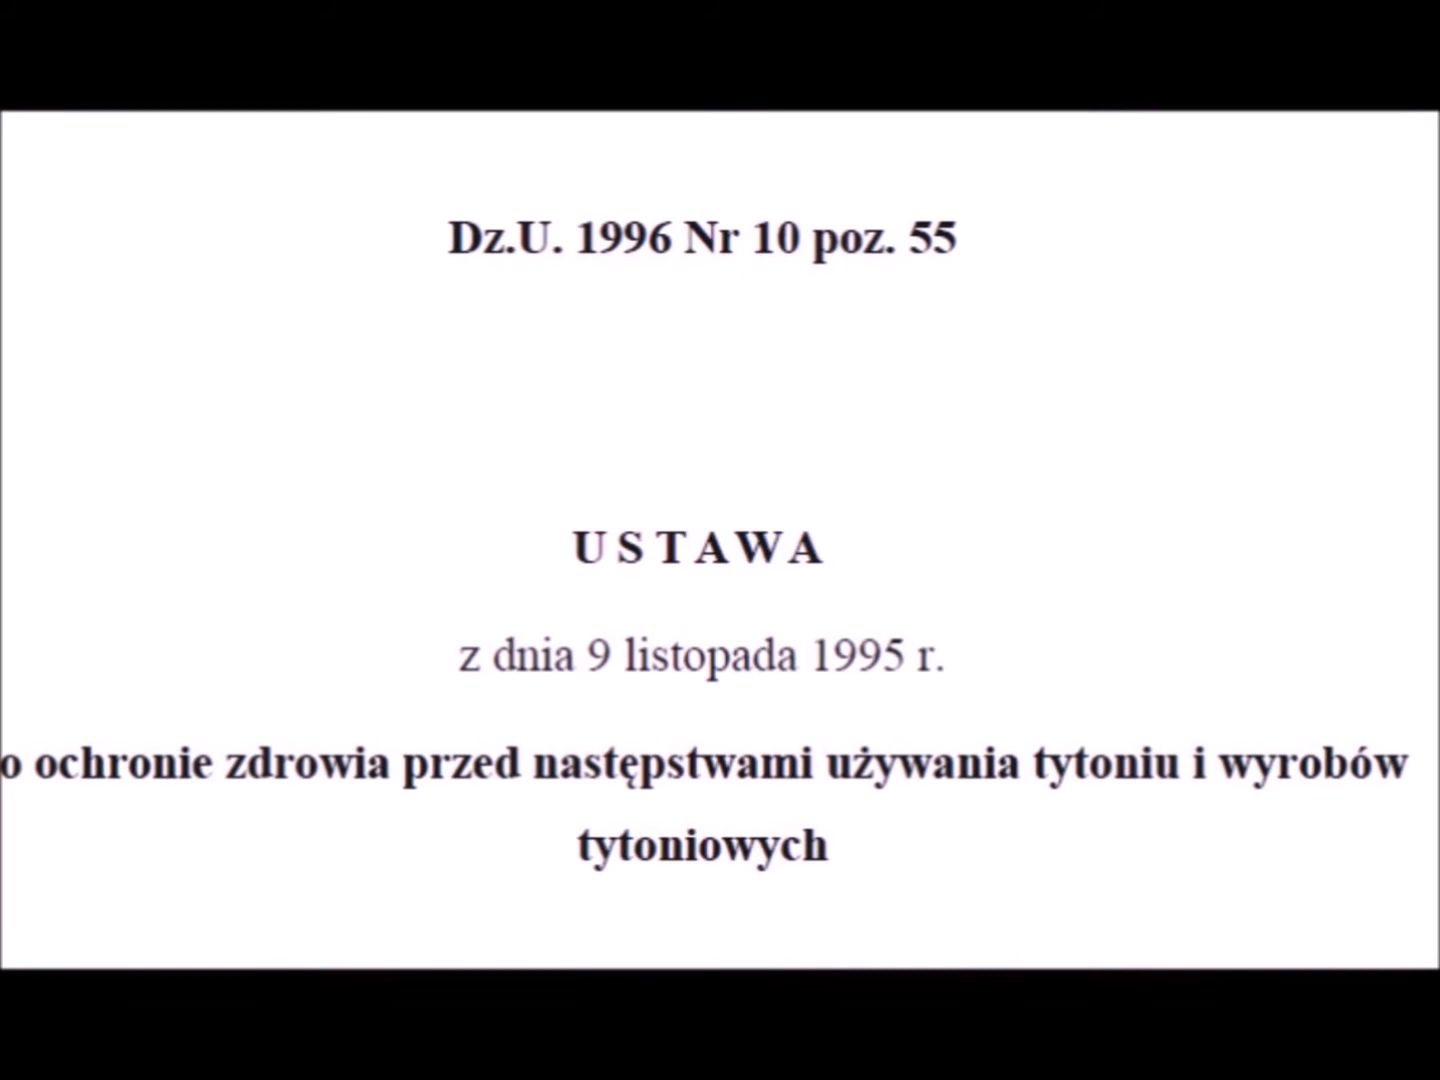 Dz.U. 1996 Nr 10 poz. 55
U S T A W A
z dnia 9 listopada 1995 r.
o ochronie zdrowia przed następstwami używania tytoniu i wyrobów
tytoniowych